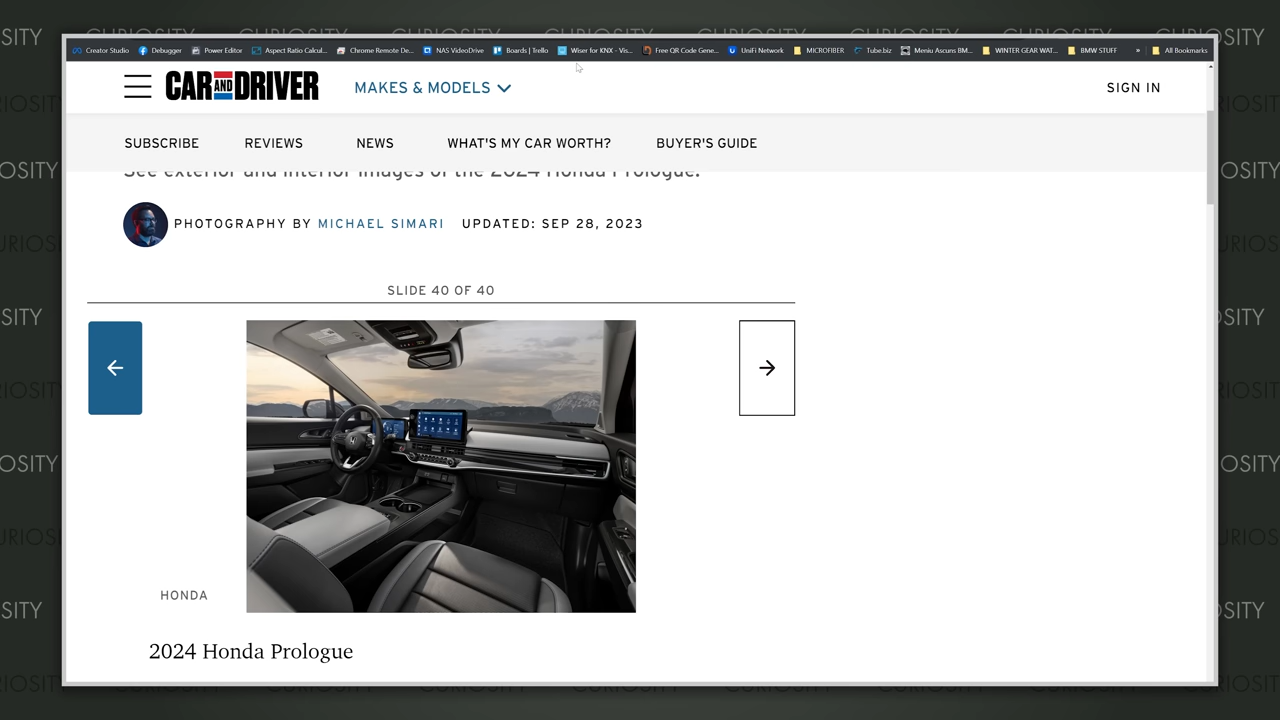 Creator Studio Debugger Power Editor Aspect Ratio Calcul... Chrome Remote De... NAS VideoDrive Boards | Trello Wiser for KNX - Vis... Free QR Code Gene... UniFi Network MICROFIBER Tube.biz Meniu Ascuns BM... WINTER GEAR WAT... BMW STUFF » All Bookmarks
CAR AND DRIVER MAKES & MODELS SIGN IN
SUBSCRIBE REVIEWS NEWS WHAT'S MY CAR WORTH? BUYER'S GUIDE
See exterior and interior images of the 2024 Honda Prologue.
PHOTOGRAPHY BY MICHAEL SIMARI UPDATED: SEP 28, 2023
SLIDE 40 OF 40
HONDA
2024 Honda Prologue